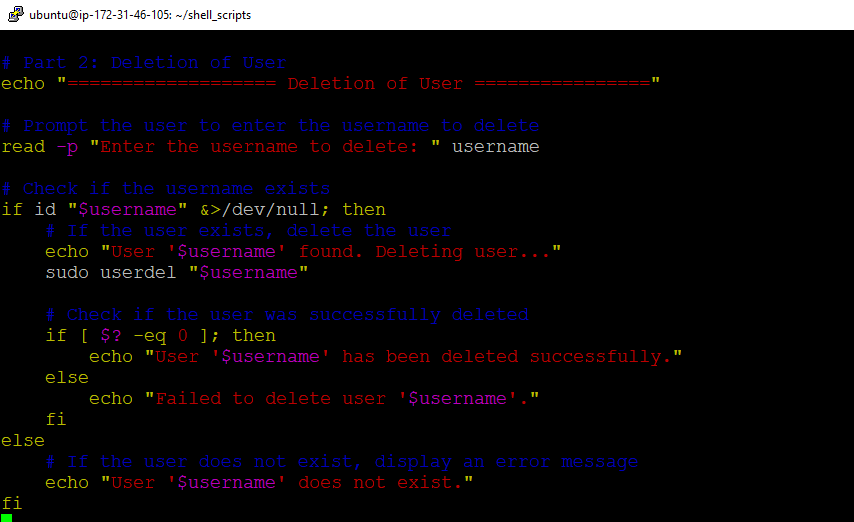 ubuntu@ip-172-31-46-105: ~/shell_scripts
# Part 2: Deletion of User
echo "=================== Deletion of User ================"
# Prompt the user to enter the username to delete
read -p "Enter the username to delete: " username
# Check if the username exists
if id "$username" &>/dev/null; then
    # If the user exists, delete the user
    echo "User '$username' found. Deleting user..."
    sudo userdel "$username"
    # Check if the user was successfully deleted
    if [ $? -eq 0 ]; then
        echo "User '$username' has been deleted successfully."
    else
        echo "Failed to delete user '$username'."
    fi
else
    # If the user does not exist, display an error message
    echo "User '$username' does not exist."
fi